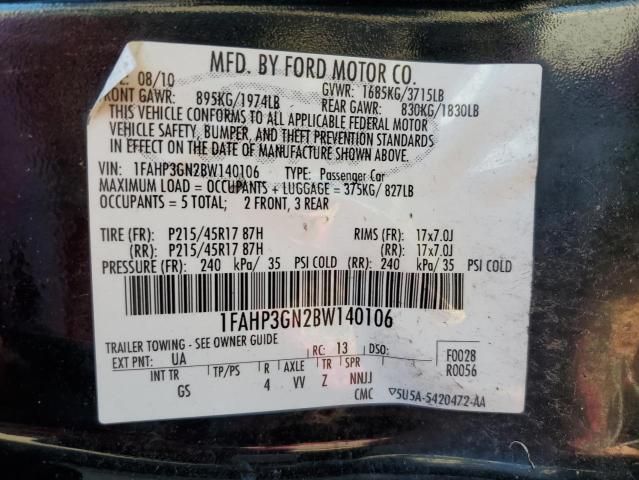 MFD. BY FORD MOTOR CO.
08/10 GVWR: 1685KG/3715LB
FRONT GAWR: 895KG/1974LB REAR GAWR: 830KG/1830LB
THIS VEHICLE CONFORMS TO ALL APPLICABLE FEDERAL MOTOR
VEHICLE SAFETY, BUMPER, AND THEFT PREVENTION STANDARDS
IN EFFECT ON THE DATE OF MANUFACTURE SHOWN ABOVE.
VIN: 1FAHP3GN2BW140106 TYPE: Passenger Car
MAXIMUM LOAD = OCCUPANTS + LUGGAGE = 375KG/ 827LB
OCCUPANTS = 5 TOTAL: 2 FRONT, 3 REAR
TIRE (FR): P215/45R17 87H RIMS (FR): 17x7.0J
(RR): P215/45R17 87H (RR): 17x7.0J
PRESSURE (FR): 240 kPa/ 35 PSI COLD (RR): 240 kPa/ 35 PSI COLD
1FAHP3GN2BW140106
TRAILER TOWING - SEE OWNER GUIDE
EXT PNT: UA RC: 13 DSO: F0028
INT TR TP/PS R AXLE TR SPR R0056
GS 4 VV Z NNJJ
CMC ▽5U5A-5420472-AA